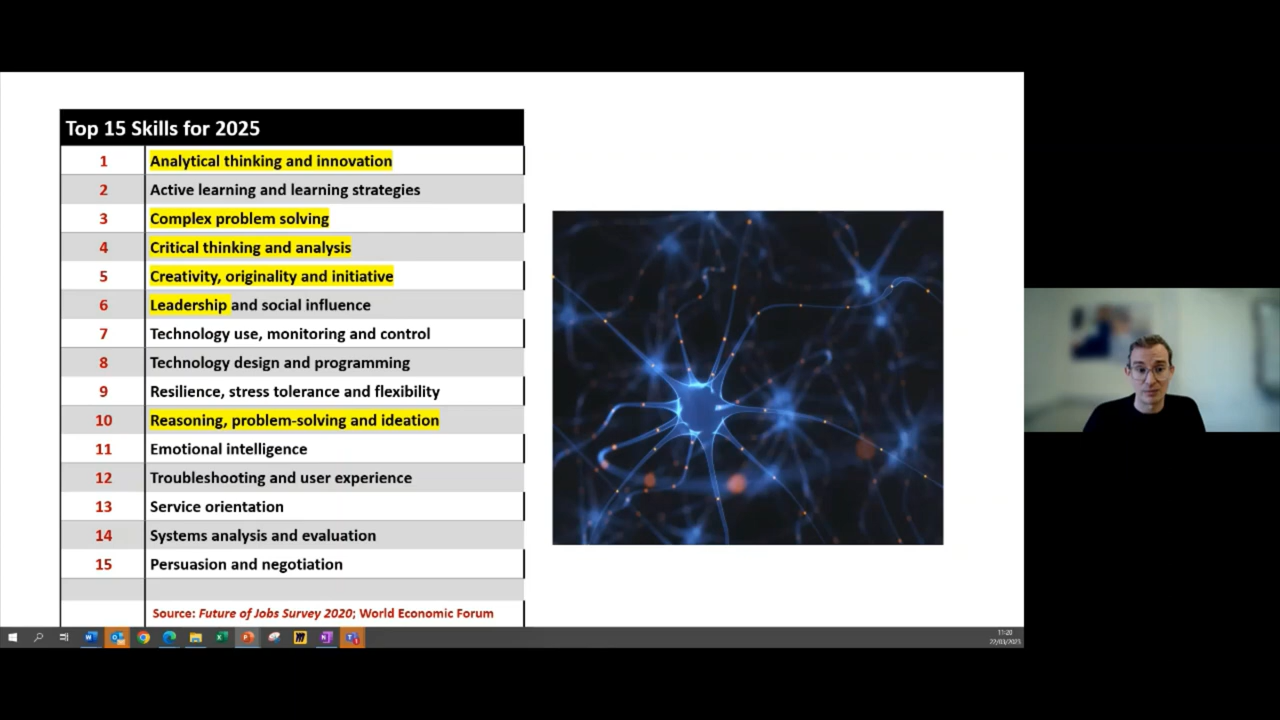 Top 15 Skills for 2025
1 Analytical thinking and innovation
2 Active learning and learning strategies
3 Complex problem solving
4 Critical thinking and analysis
5 Creativity, originality and initiative
6 Leadership and social influence
7 Technology use, monitoring and control
8 Technology design and programming
9 Resilience, stress tolerance and flexibility
10 Reasoning, problem-solving and ideation
11 Emotional intelligence
12 Troubleshooting and user experience
13 Service orientation
14 Systems analysis and evaluation
15 Persuasion and negotiation
Source: Future of Jobs Survey 2020; World Economic Forum
11:20